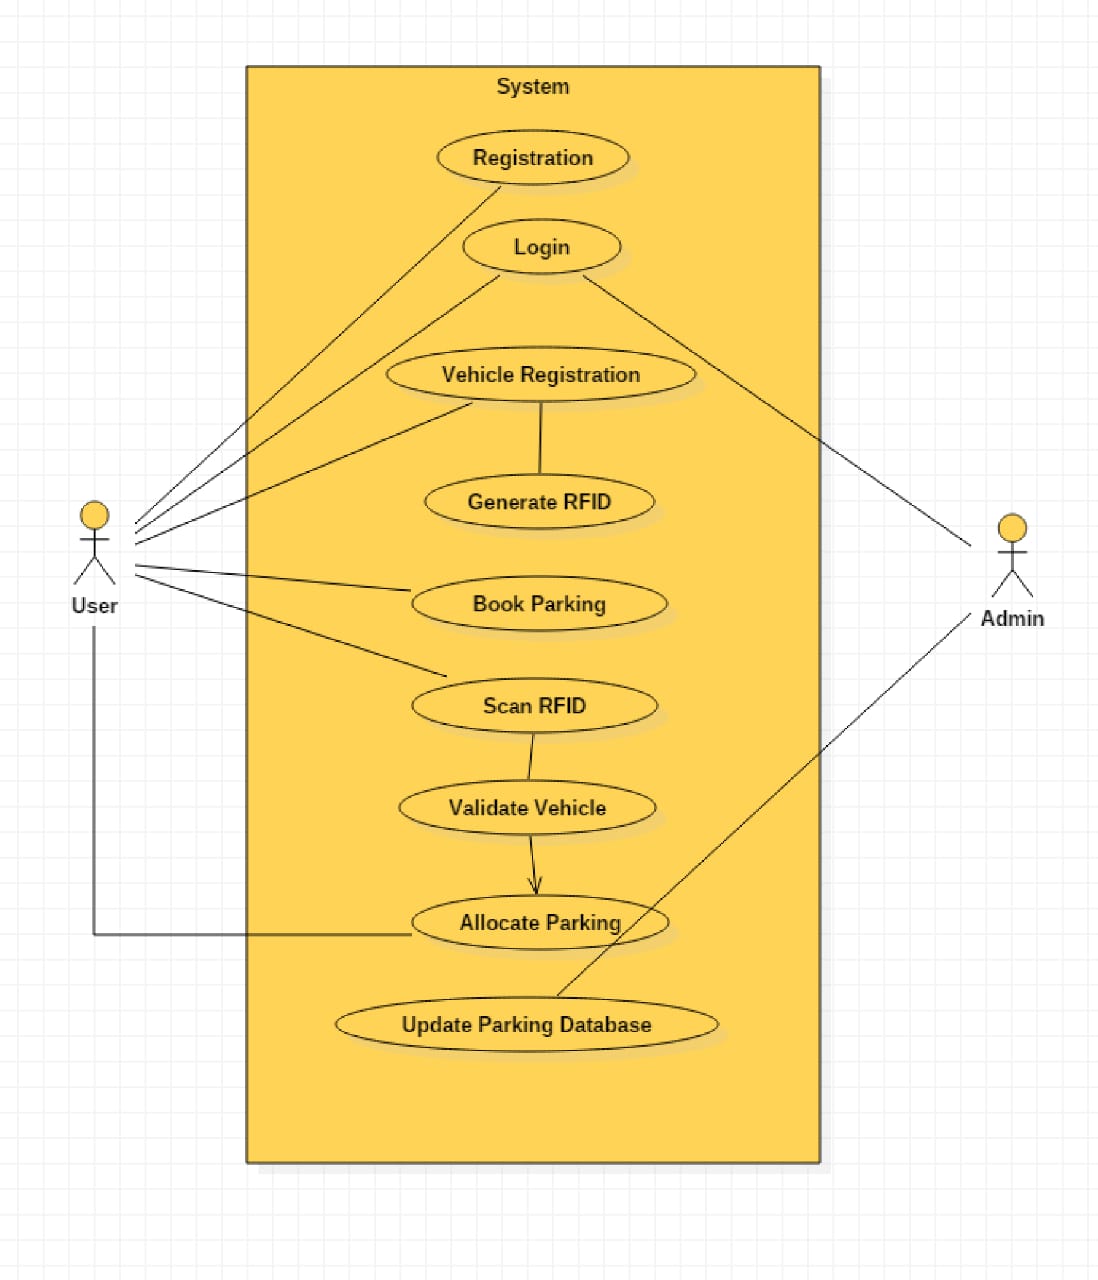 System
Registration
Login
Vehicle Registration
Generate RFID
User
Book Parking
Admin
Scan RFID
Validate Vehicle
Allocate Parking
Update Parking Database